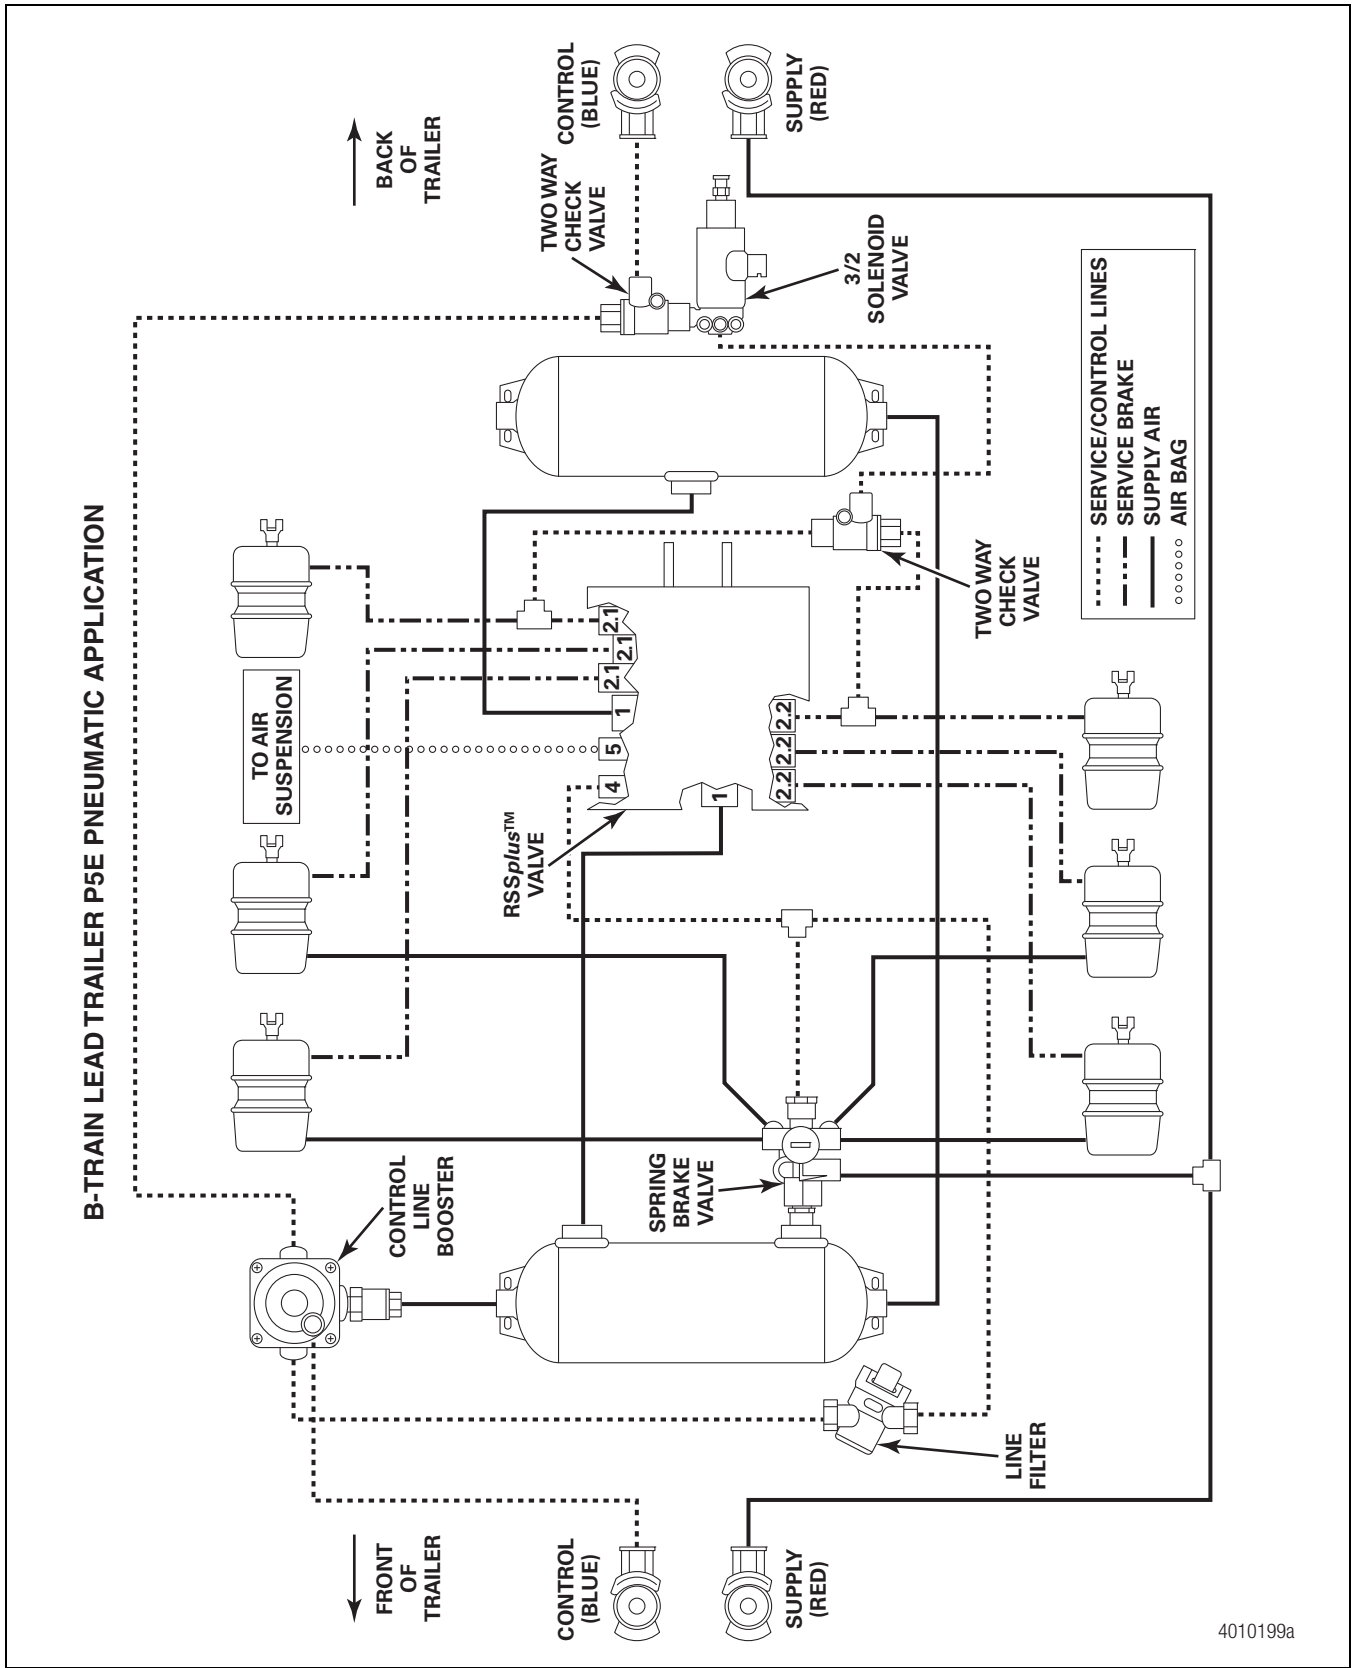 B-TRAIN LEAD TRAILER P5E PNEUMATIC APPLICATION
FRONT
OF
TRAILER
BACK
OF
TRAILER
CONTROL
LINE
BOOSTER
TO AIR
SUSPENSION
CONTROL
(BLUE)
SUPPLY
(RED)
SPRING
BRAKE
VALVE
RSSplus™
VALVE
4
5
1
2.1
2.1
2.1
1
2.2
2.2
2.2
TWO WAY
CHECK
VALVE
CONTROL
(BLUE)
SUPPLY
(RED)
3/2
SOLENOID
VALVE
TWO WAY
CHECK
VALVE
LINE
FILTER
SERVICE/CONTROL LINES
SERVICE BRAKE
SUPPLY AIR
AIR BAG
4010199a